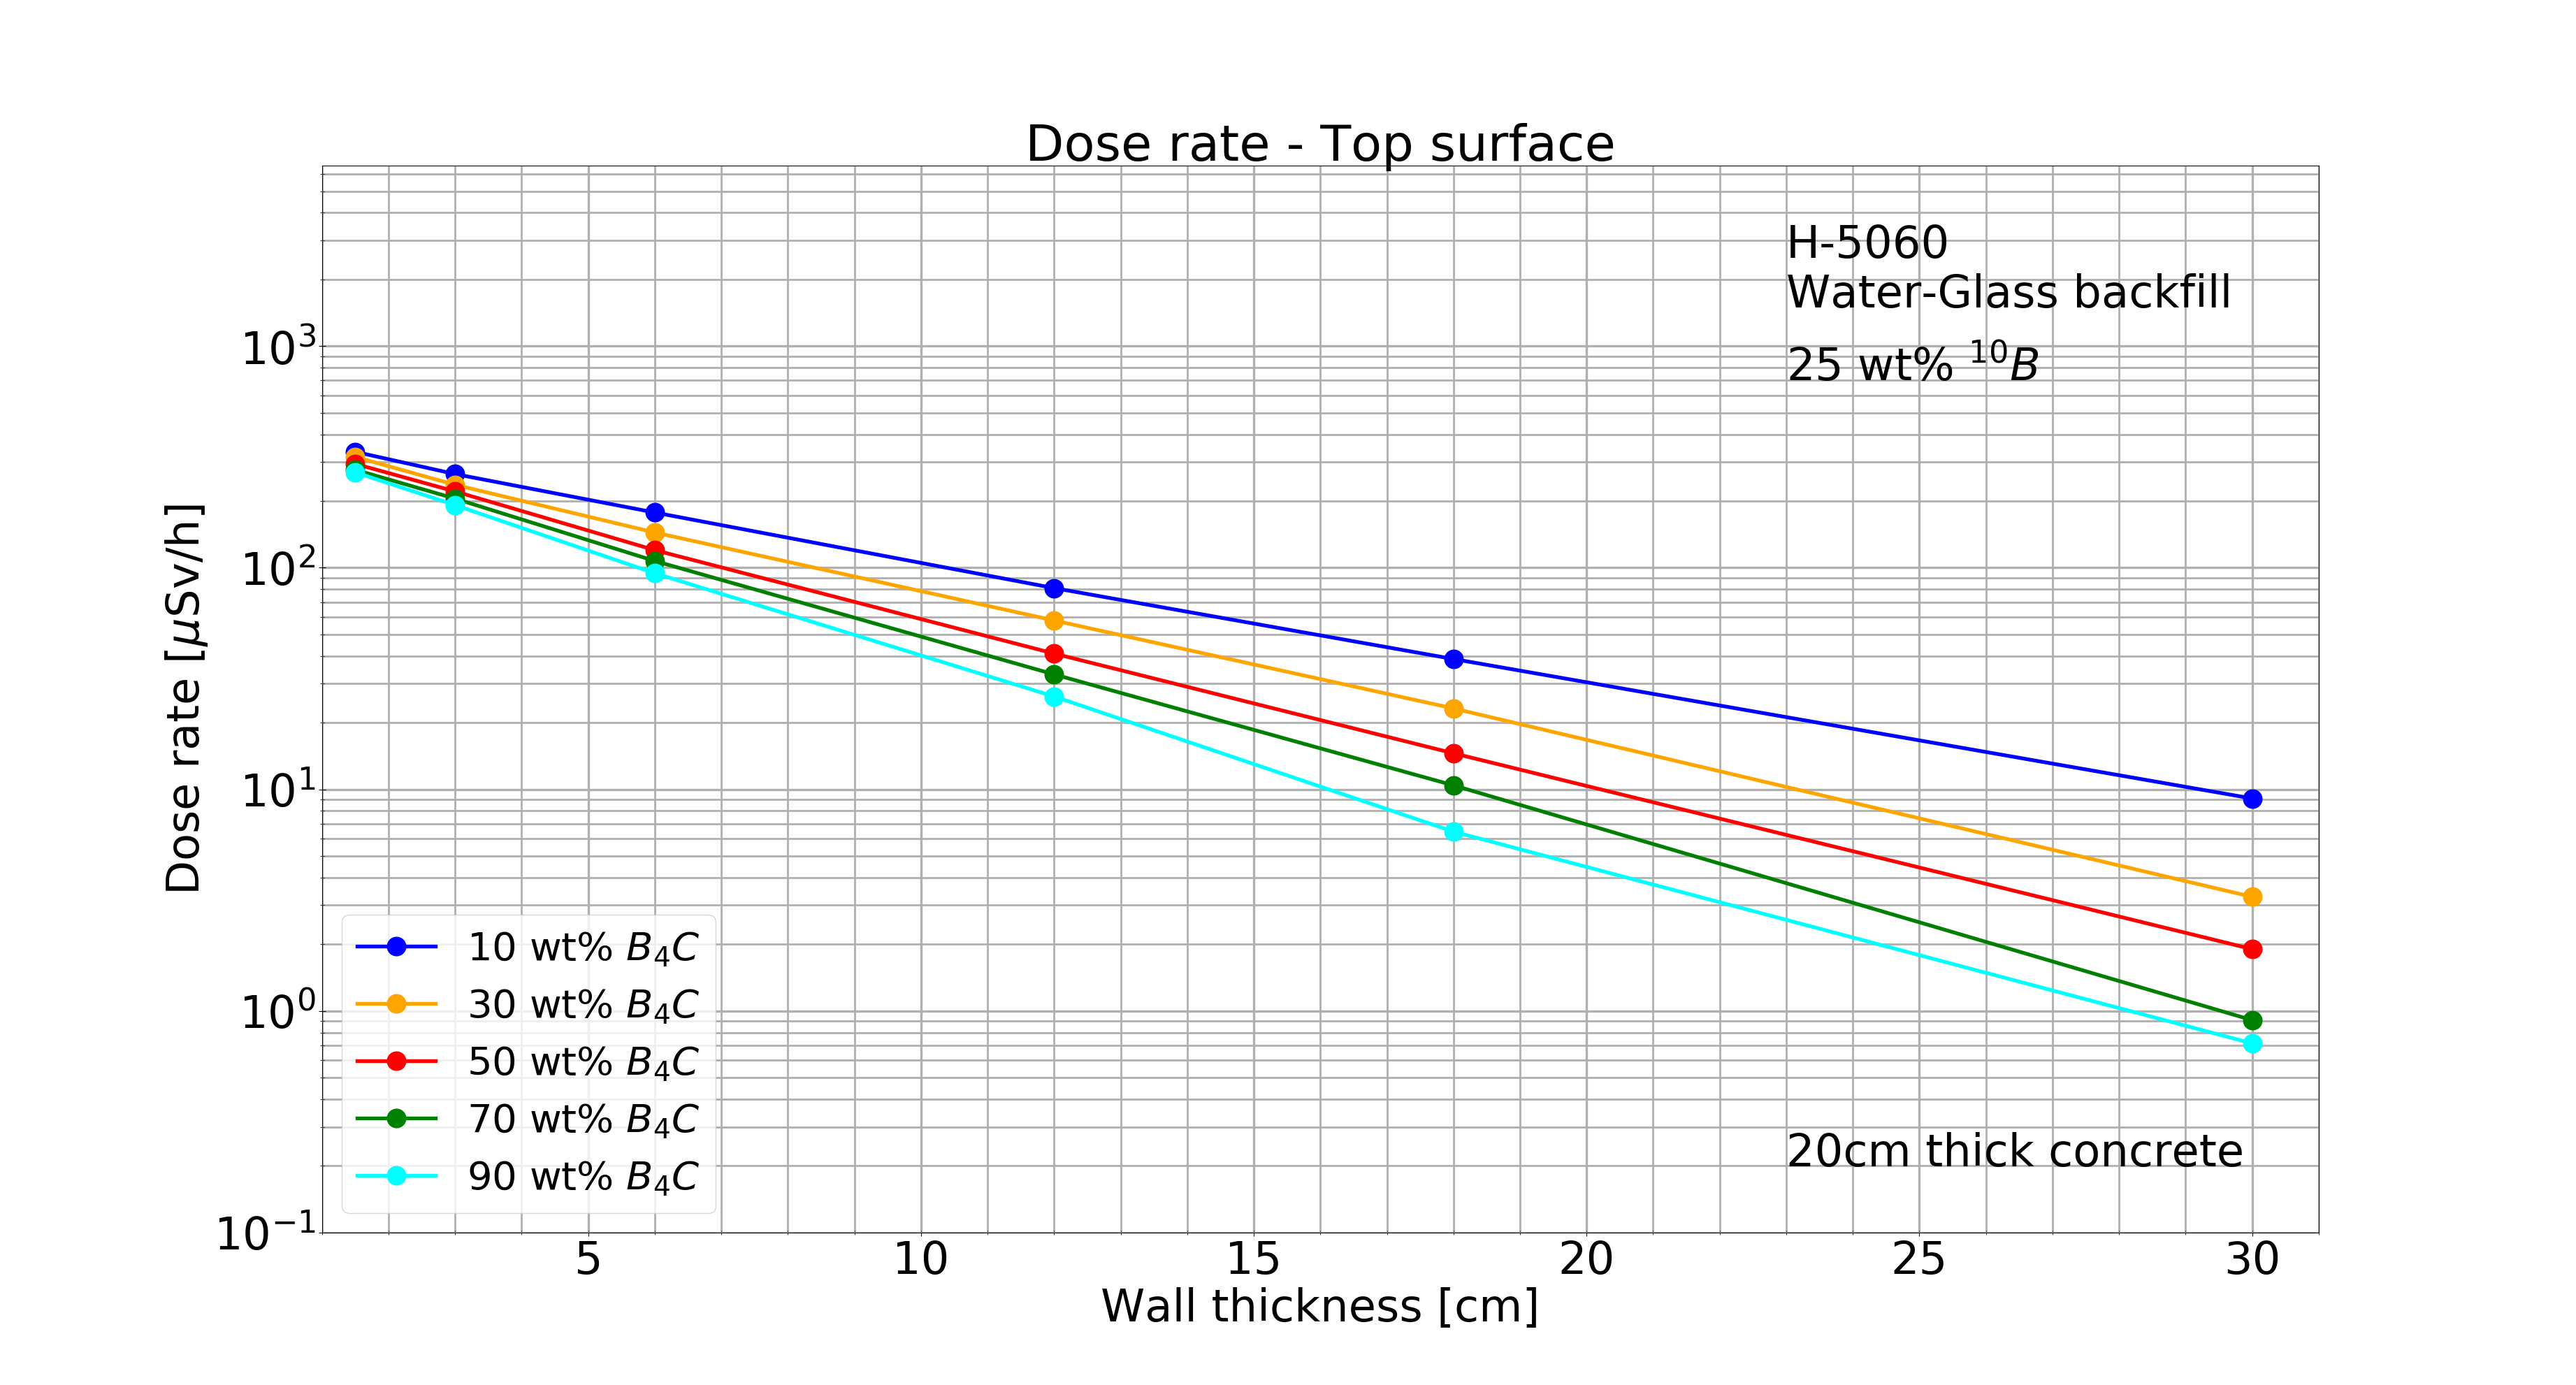 Dose rate - Top surface
H-5060
Water-Glass backfill
25 wt% ¹⁰B
10³
10²
10¹
10⁰
10⁻¹
Dose rate [μSv/h]
10 wt% B₄C
30 wt% B₄C
50 wt% B₄C
70 wt% B₄C
90 wt% B₄C
20cm thick concrete
5 10 15 20 25 30
Wall thickness [cm]